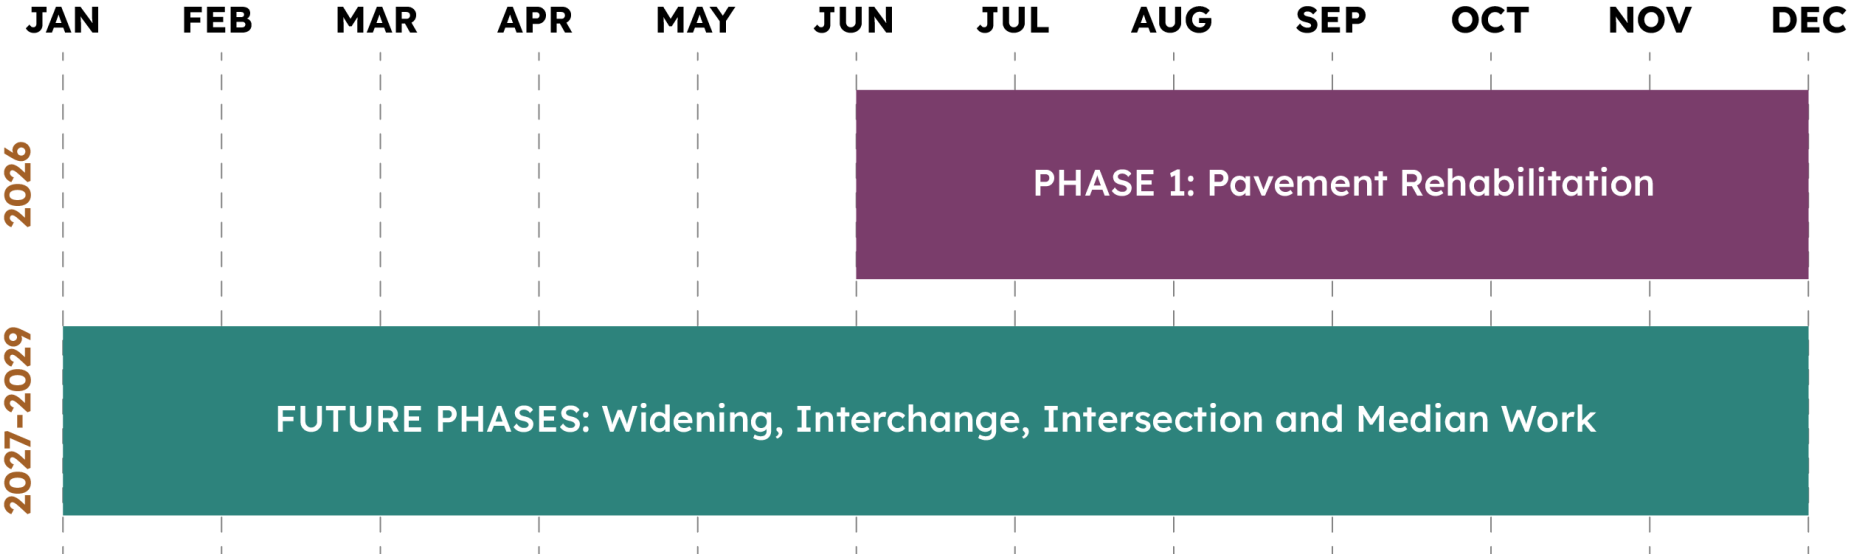 JAN FEB MAR APR MAY JUN JUL AUG SEP OCT NOV DEC
2026
PHASE 1: Pavement Rehabilitation
2027-2029
FUTURE PHASES: Widening, Interchange, Intersection and Median Work